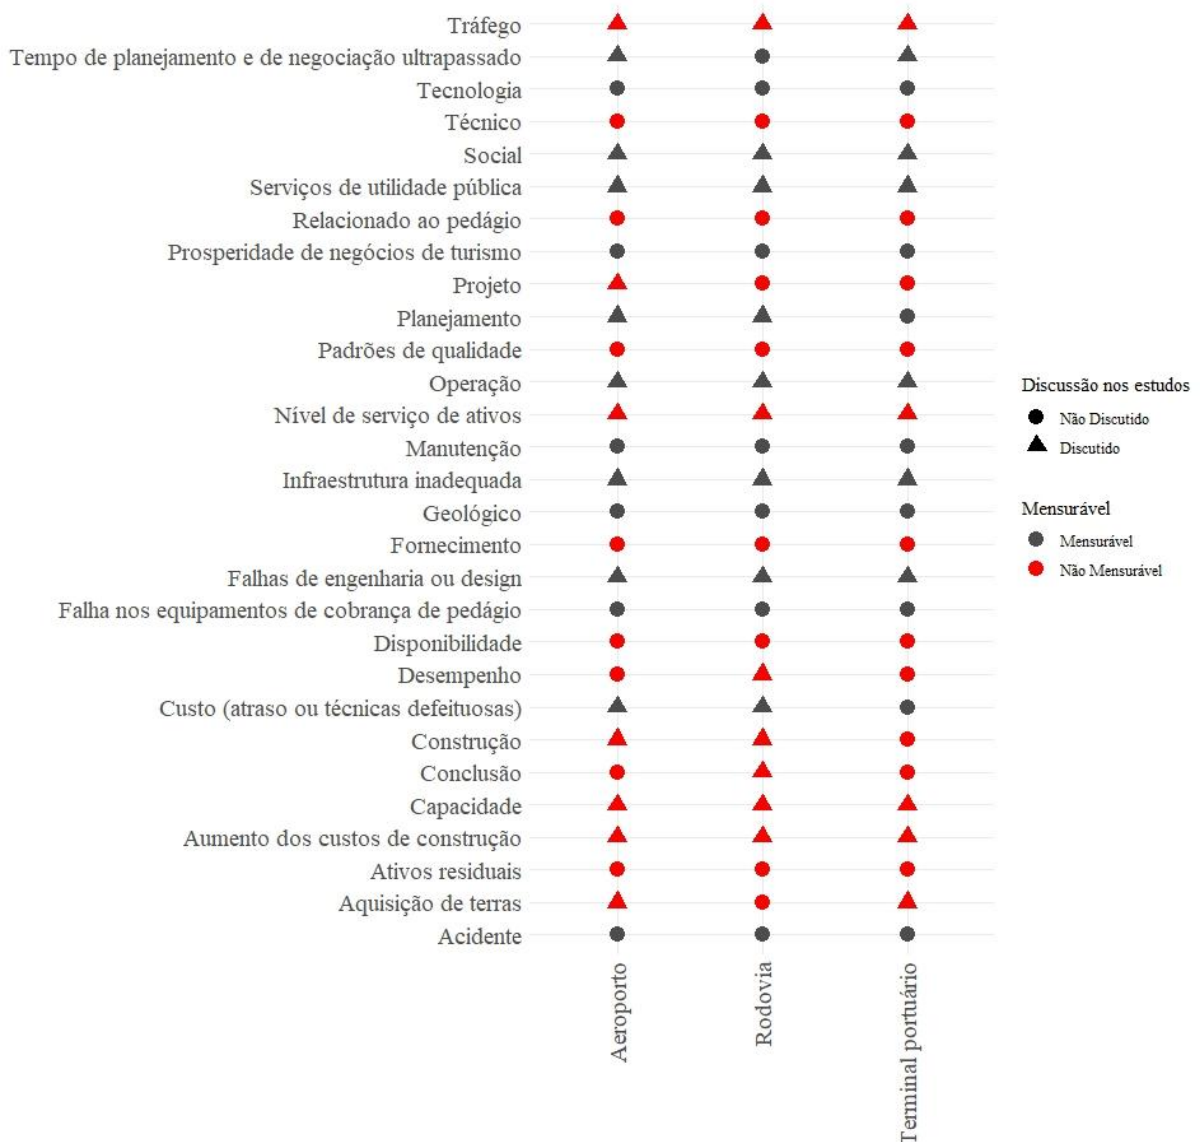 Tráfego
Tempo de planejamento e de negociação ultrapassado
Tecnologia
Técnico
Social
Serviços de utilidade pública
Relacionado ao pedágio
Prosperidade de negócios de turismo
Projeto
Planejamento
Padrões de qualidade
Operação
Nível de serviço de ativos
Manutenção
Infraestrutura inadequada
Geológico
Fornecimento
Falhas de engenharia ou design
Falha nos equipamentos de cobrança de pedágio
Disponibilidade
Desempenho
Custo (atraso ou técnicas defeituosas)
Construção
Conclusão
Capacidade
Aumento dos custos de construção
Ativos residuais
Aquisição de terras
Acidente
Aeroporto
Rodovia
Terminal portuário
Discussão nos estudos
Não Discutido
Discutido
Mensurável
Mensurável
Não Mensurável